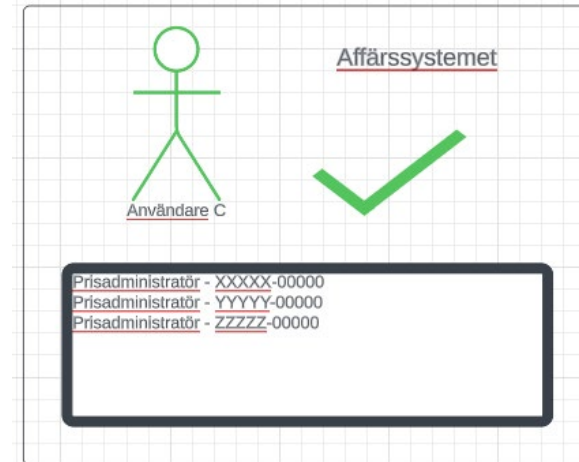 Affärssystemet
Användare C
Prisadministratör - XXXXX-00000
Prisadministratör - YYYYY-00000
Prisadministratör - ZZZZZ-00000